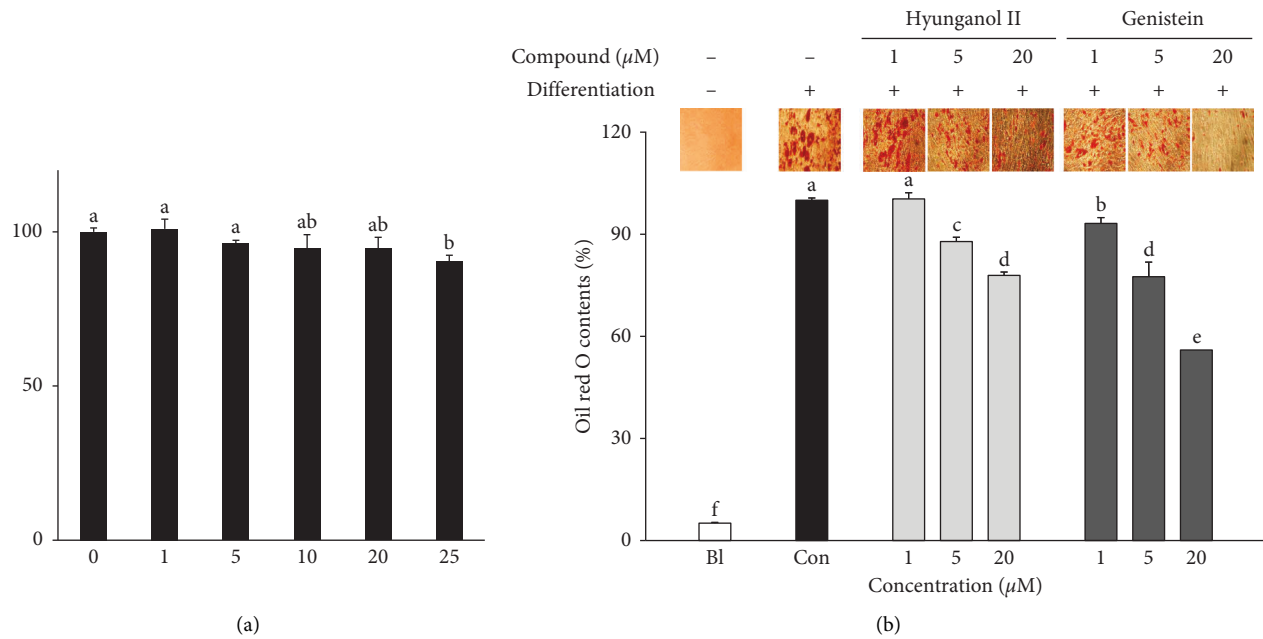 100
50
0
a
a
a
ab
ab
b
0 1 5 10 20 25
(a)
Hyunganol II Genistein
Compound (μM) – – 1 5 20 1 5 20
Differentiation – + + + + + + +
120
90
60
30
0
Oil red O contents (%)
f
a
a
c
d
b
d
e
Bl Con 1 5 20 1 5 20
Concentration (μM)
(b)